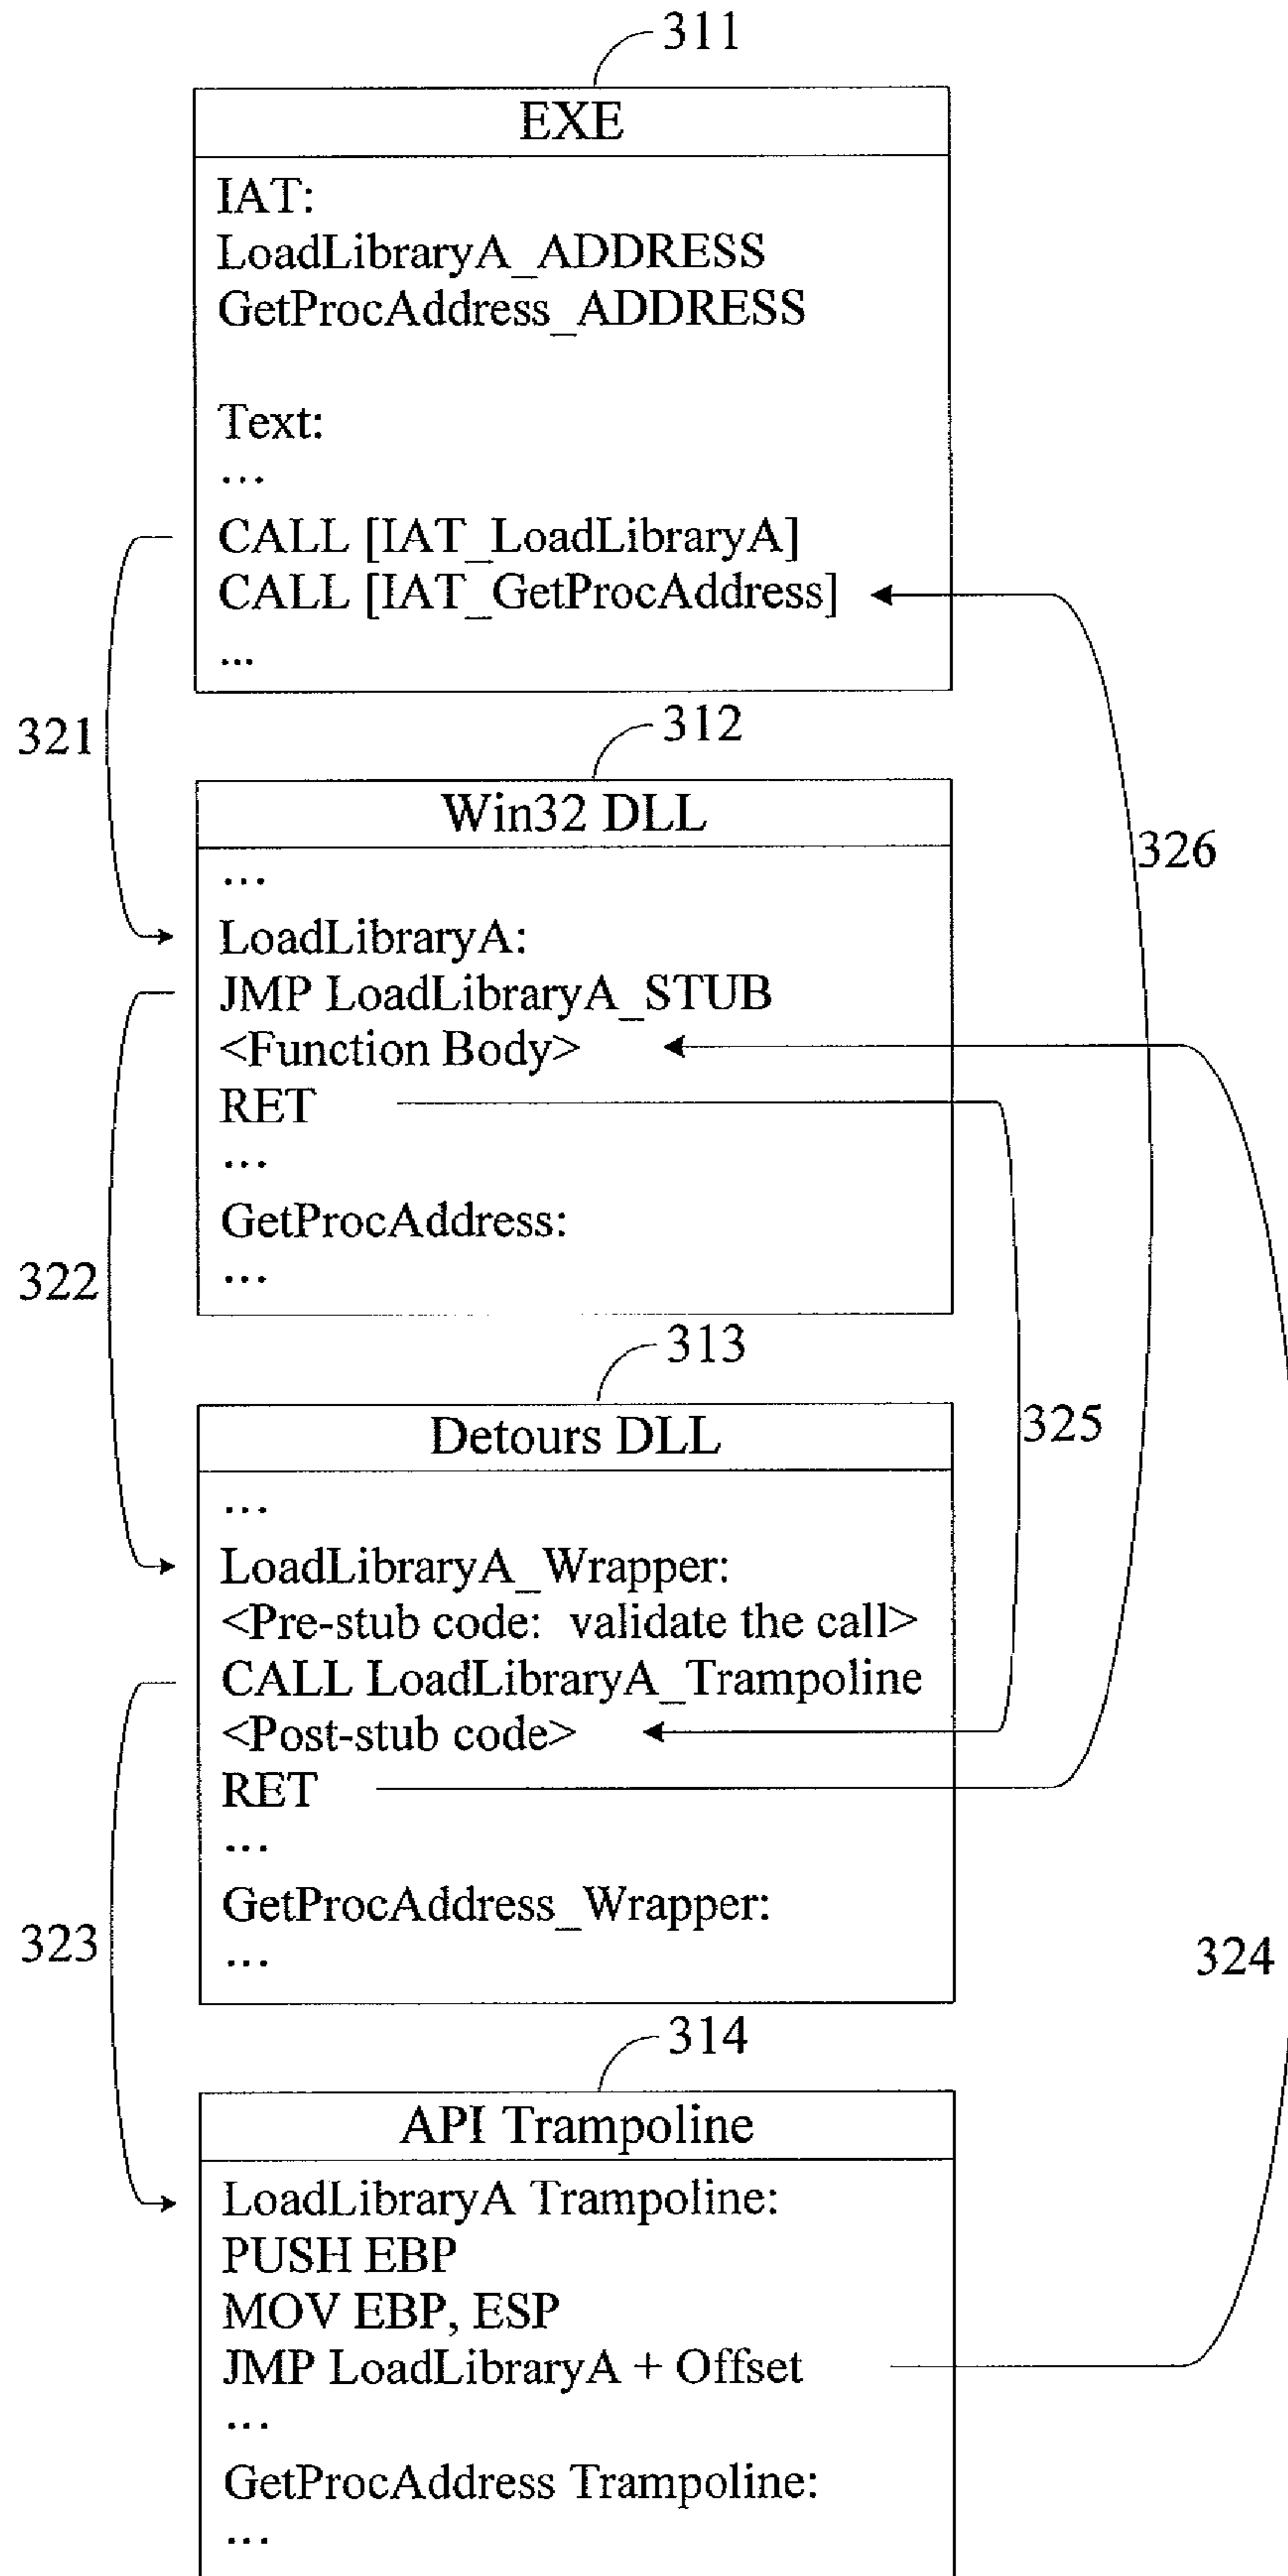 311
EXE
IAT:
LoadLibraryA_ADDRESS
GetProcAddress_ADDRESS
Text:
...
CALL [IAT_LoadLibraryA]
CALL [IAT_GetProcAddress]
...
321
312
Win32 DLL
326
...
LoadLibraryA:
JMP LoadLibraryA_STUB
<Function Body>
RET
...
GetProcAddress:
...
322
313
Detours DLL
325
...
LoadLibraryA_Wrapper:
<Pre-stub code: validate the call>
CALL LoadLibraryA_Trampoline
<Post-stub code>
RET
...
GetProcAddress_Wrapper:
...
323
324
314
API Trampoline
LoadLibraryA Trampoline:
PUSH EBP
MOV EBP, ESP
JMP LoadLibraryA + Offset
...
GetProcAddress Trampoline:
...